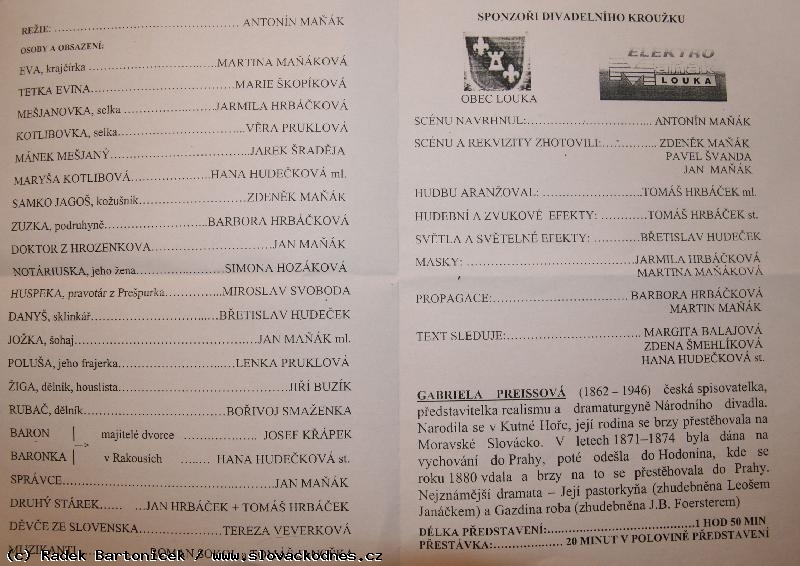 REŽIE: ANTONÍN MAŇÁK
OSOBY A OBSAZENÍ:
EVA, krajčírka MARTINA MAŇÁKOVÁ
TETKA EVINA MARIE ŠKOPÍKOVÁ
MEŠJANOVKA, selka JARMILA HRBÁČKOVÁ
KOTLIBOVKA, selka VĚRA PRUKLOVÁ
MÁNEK MEŠJANÝ JAREK ŠRADĚJA
MARYŠA KOTLIBOVÁ HANA HUDEČKOVÁ ml.
SAMKO JAGOŠ, kožušník ZDENĚK MAŇÁK
ZUZKA, podruhyně BARBORA HRBÁČKOVÁ
DOKTOR Z HROZENKOVA JAN MAŇÁK
NOTÁRIUSKA, jeho žena SIMONA HOZÁKOVÁ
HUSPEKA, pravotár z Prešpurka MIROSLAV SVOBODA
DANYŠ, sklinkář BŘETISLAV HUDEČEK
JOŽKA, šohaj JAN MAŇÁK ml.
POLUŠA, jeho frajerka LENKA PRUKLOVÁ
ŽIGA, dělník, houslista JIŘÍ BUZÍK
RUBAČ, dělník BOŘIVOJ SMAŽENKA
BARON | majitelé dvorce JOSEF KŘÁPEK
BARONKA | v Rakousích HANA HUDEČKOVÁ st.
SPRÁVCE JAN MAŇÁK
DRUHÝ STÁREK JAN HRBÁČEK + TOMÁŠ HRBÁČEK
DĚVČE ZE SLOVENSKA TEREZA VEVERKOVÁ
MUZIKANTI
(c) Radek Bartoníček / www.slovackodnes.cz
SPONZOŘI DIVADELNÍHO KROUŽKU
OBEC LOUKA
ELEKTRO
LOUKA
SCÉNU NAVRHNUL: ANTONÍN MAŇÁK
SCÉNU A REKVIZITY ZHOTOVILI: ZDENĚK MAŇÁK
PAVEL ŠVANDA
JAN MAŇÁK
HUDBU ARANŽOVAL: TOMÁŠ HRBÁČEK ml.
HUDEBNÍ A ZVUKOVÉ EFEKTY: TOMÁŠ HRBÁČEK st.
SVĚTLA A SVĚTELNÉ EFEKTY: BŘETISLAV HUDEČEK
MASKY: JARMILA HRBÁČKOVÁ
MARTINA MAŇÁKOVÁ
PROPAGACE: BARBORA HRBÁČKOVÁ
MARTIN MAŇÁK
TEXT SLEDUJE: MARGITA BALAJOVÁ
ZDENA ŠMEHLÍKOVÁ
HANA HUDEČKOVÁ st.
GABRIELA PREISSOVÁ (1862 – 1946) česká spisovatelka,
představitelka realismu a dramaturgyně Národního divadla.
Narodila se v Kutné Hoře, její rodina se brzy přestěhovala na
Moravské Slovácko. V letech 1871–1874 byla dána na
vychování do Prahy, poté odešla do Hodonína, kde se
roku 1880 vdala a brzy na to se přestěhovala do Prahy.
Nejznámější dramata – Její pastorkyňa (zhudebněna Leošem
Janáčkem) a Gazdina roba (zhudebněna J.B. Foersterem)
DÉLKA PŘEDSTAVENÍ: 1 HOD 50 MIN
PŘESTÁVKA: 20 MINUT V POLOVINĚ PŘEDSTAVENÍ